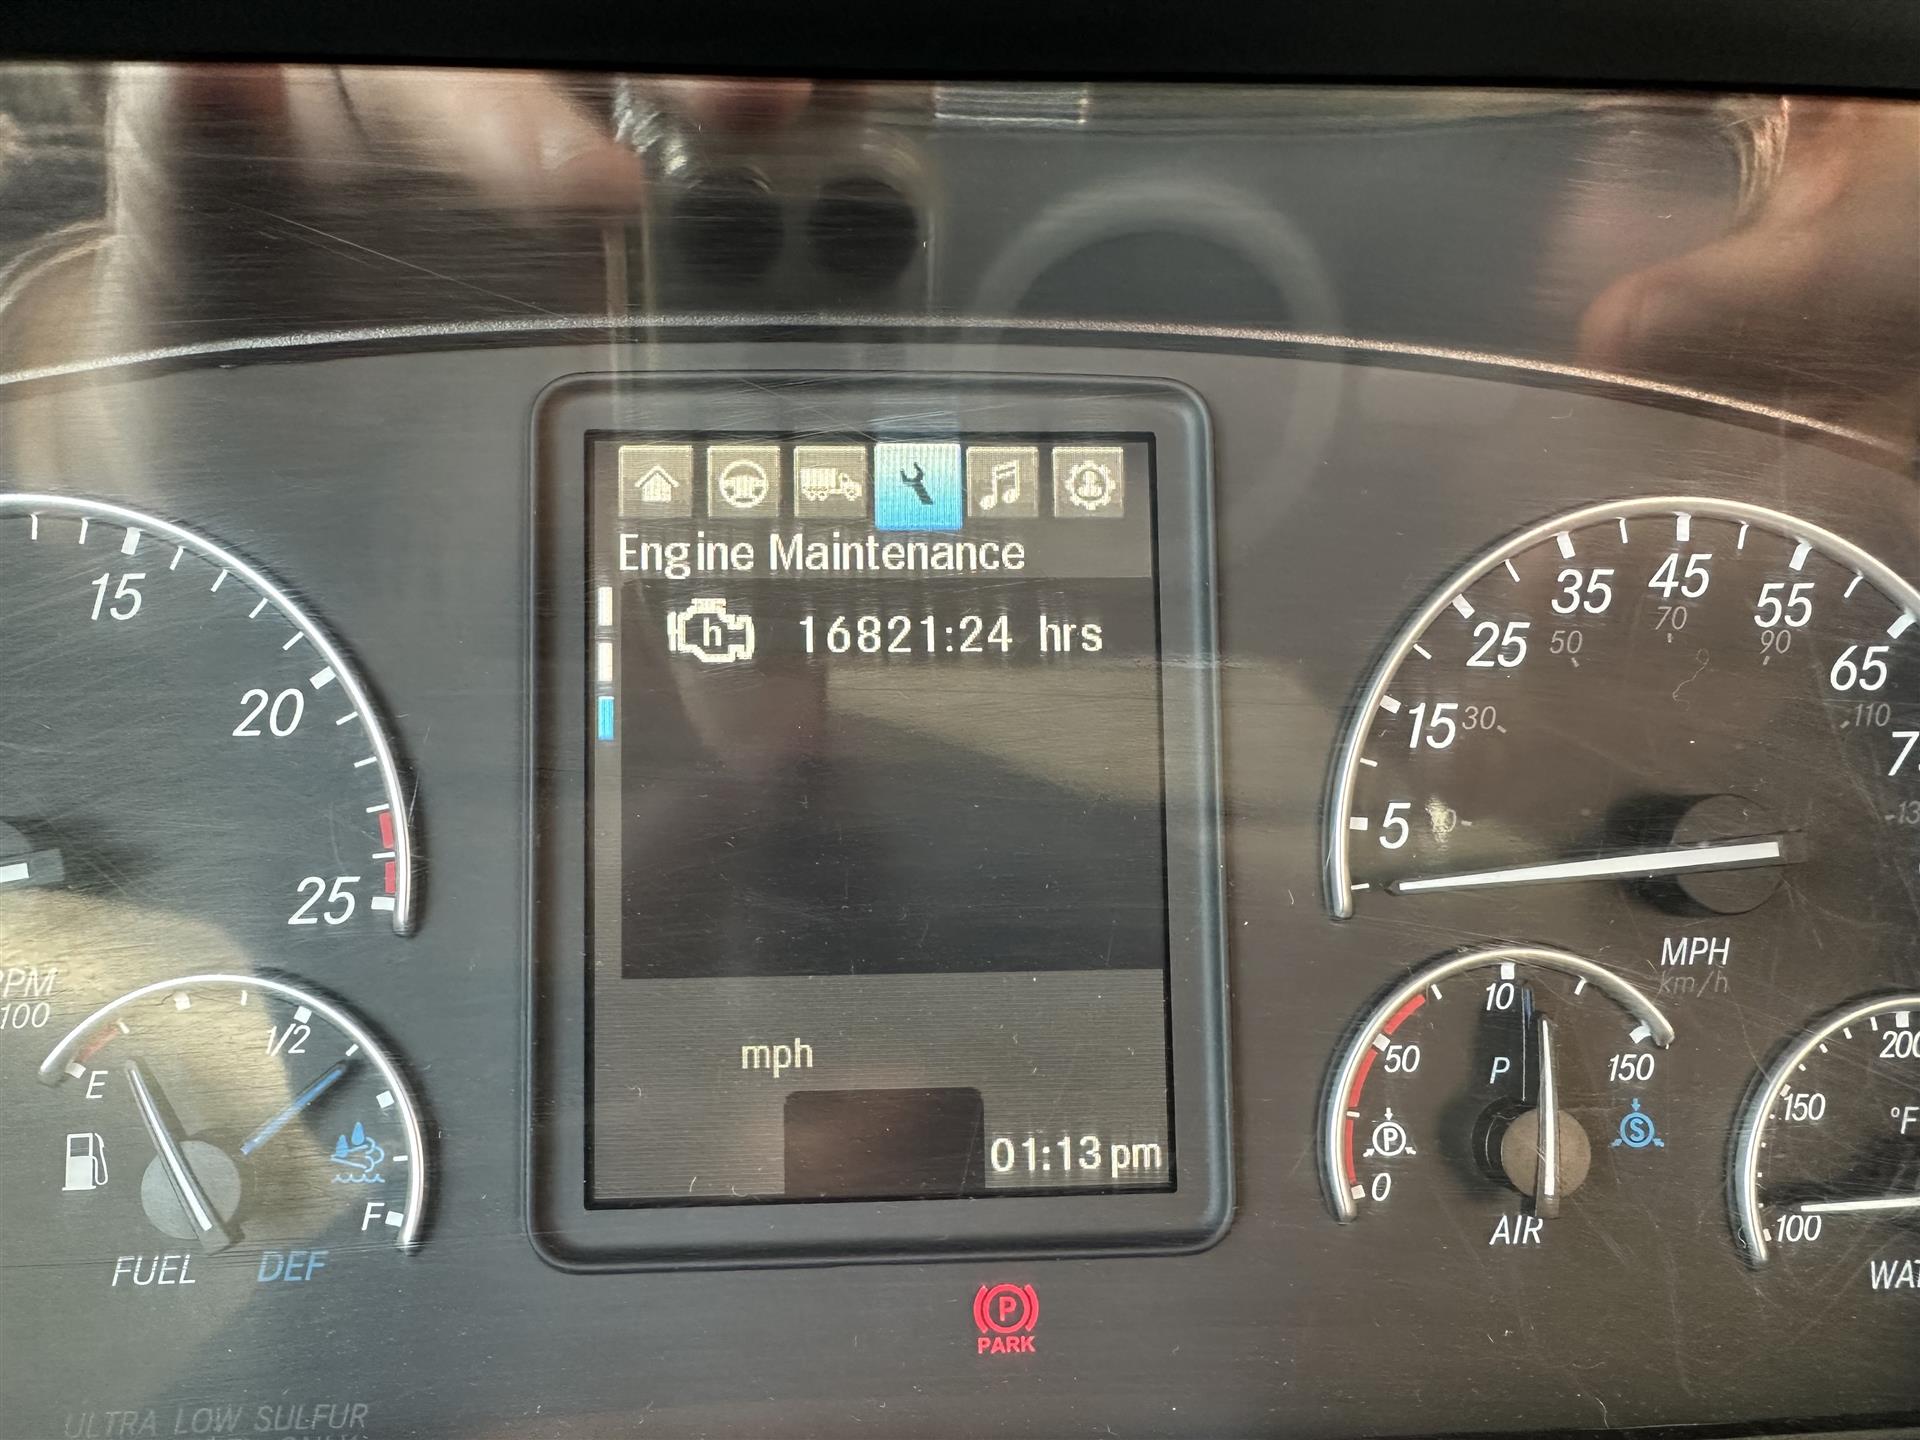 Engine Maintenance
h 16821:24 hrs
mph
01:13 pm
15
20
25
RPM
100
E
1/2
F
FUEL
DEF
ULTRA LOW SULFUR
5
15
30
25
50
35
70
45
90
55
65
110
MPH
km/h
0
50
10
150
P
P
S
AIR
100
150
200
°F
PARK